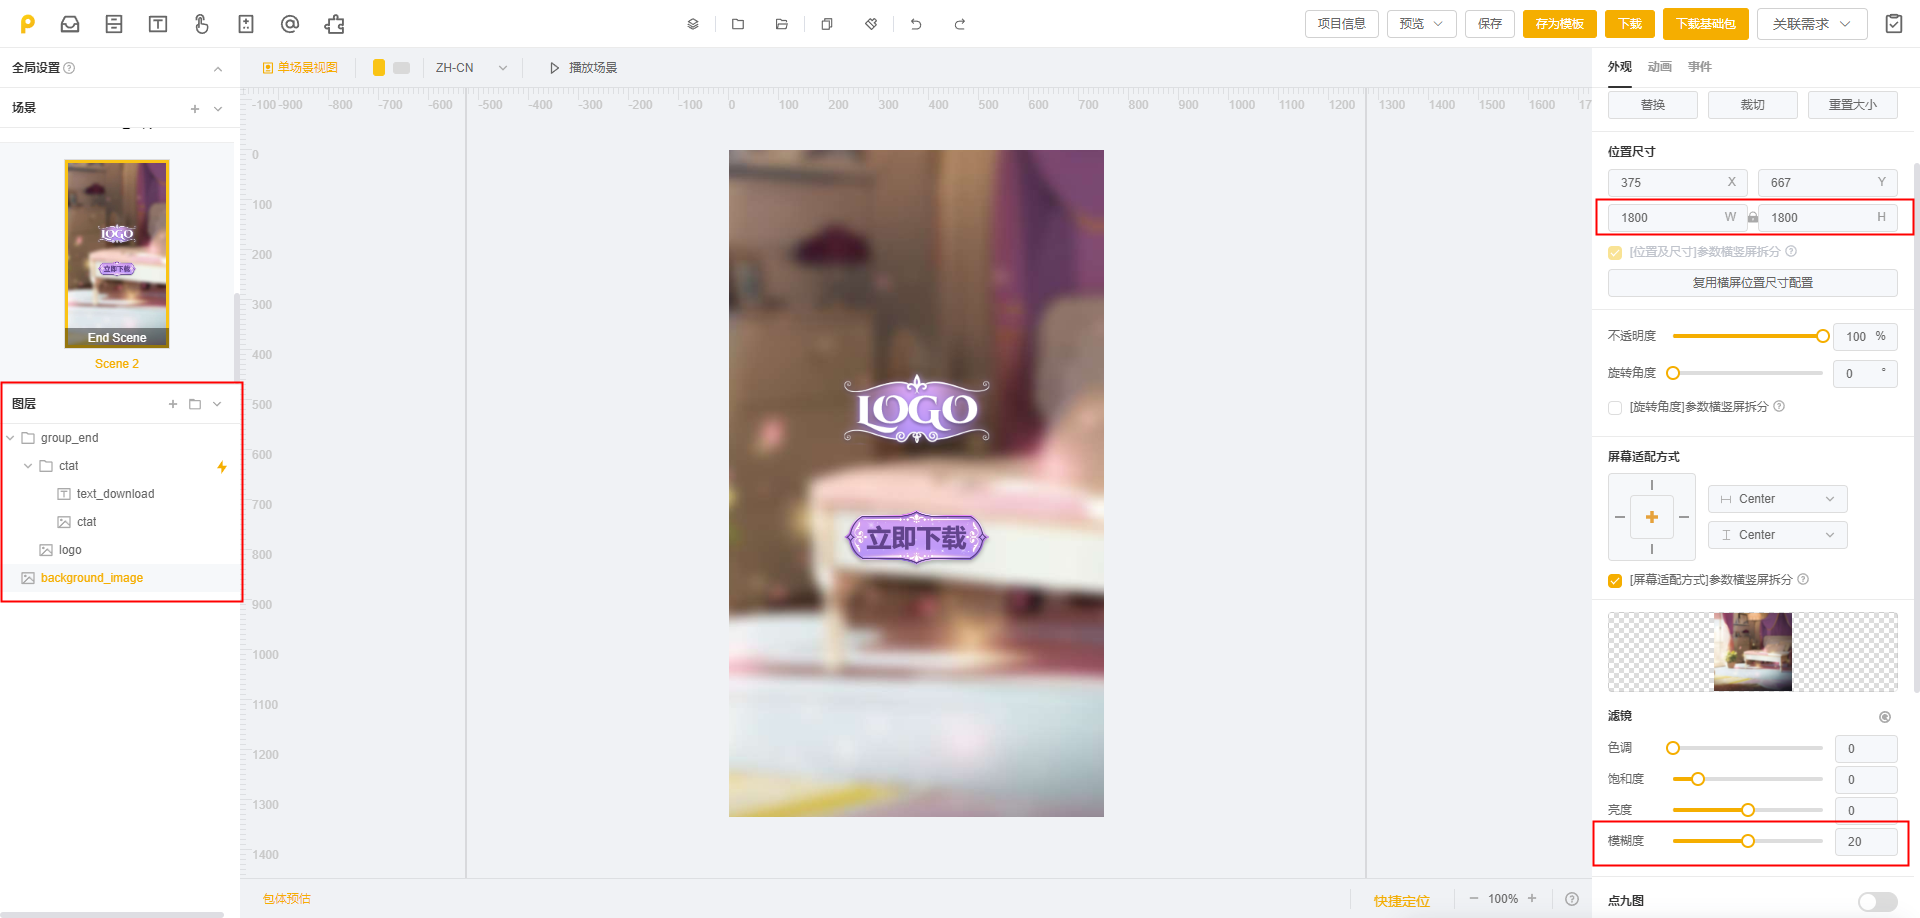 项目信息
预览
保存
存为模板
下载
下载基础包
关联需求
全局设置
单场景视图
ZH-CN
播放场景
外观 动画 事件
场景
-100 -900 -800 -700 -600 -500 -400 -300 -200 -100 0 100 200 300 400 500 600 700 800 900 1000 1100 1200 1300 1400 1500 1600 17
替换 裁切 重置大小
位置尺寸
375 X 667 Y
1800 W 1800 H
[位置及尺寸]参数横竖屏拆分
复用横屏位置尺寸配置
不透明度 100 %
旋转角度 0 °
[旋转角度]参数横竖屏拆分
屏幕适配方式
Center
Center
[屏幕适配方式]参数横竖屏拆分
滤镜
色调 0
饱和度 0
亮度 0
模糊度 20
点九图
LOGO
立即下载
End Scene
Scene 2
图层
group_end
ctat
text_download
ctat
logo
background_image
0
100
200
300
400
500
600
700
800
900
1000
1100
1200
1300
1400
LOGO
立即下载
包体预估
快捷定位
100%